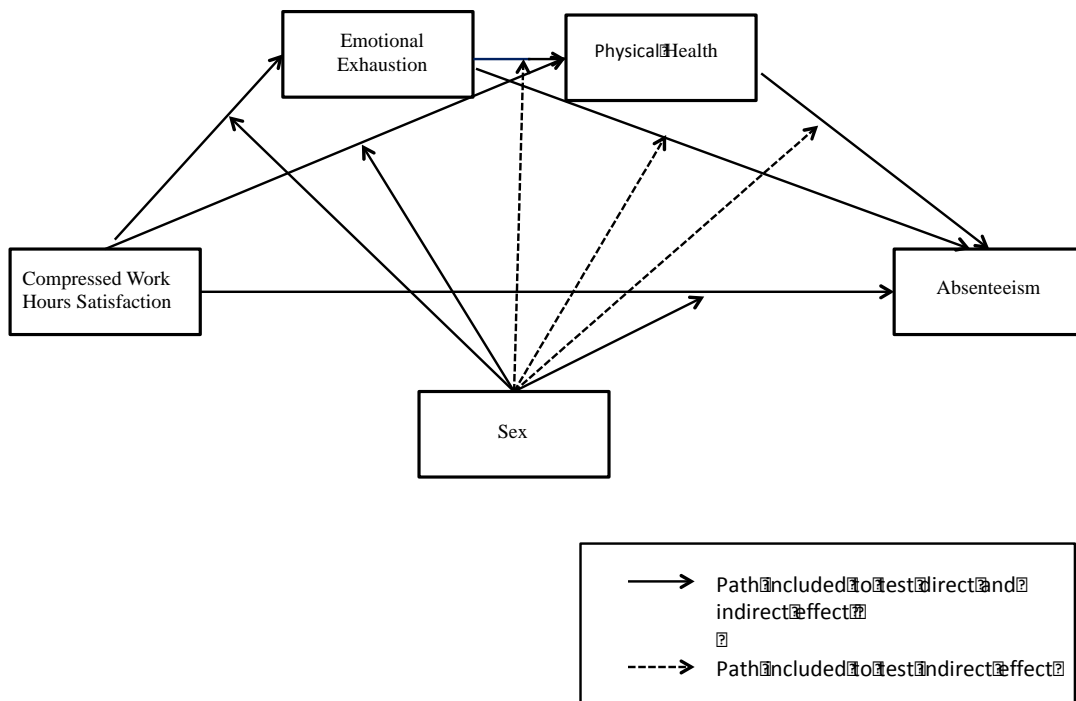 Emotional
Exhaustion
Physical⍰Health
Compressed Work
Hours Satisfaction
Absenteeism
Sex
Path⍰included⍰to⍰test⍰direct⍰and⍰
indirect⍰effect⍰⍰
⍰
Path⍰included⍰to⍰test⍰indirect⍰effect⍰